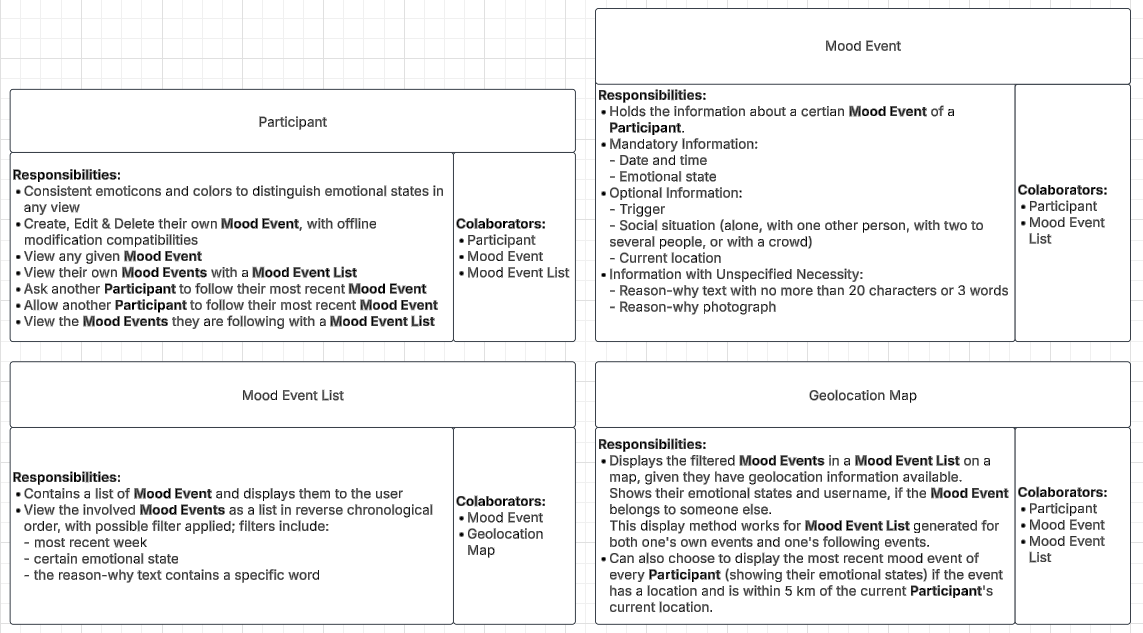 Participant
Responsibilities:
• Consistent emoticons and colors to distinguish emotional states in
any view
• Create, Edit & Delete their own Mood Event, with offline
modification compatibilities
• View any given Mood Event
• View their own Mood Events with a Mood Event List
• Ask another Participant to follow their most recent Mood Event
• Allow another Participant to follow their most recent Mood Event
• View the Mood Events they are following with a Mood Event List
Colaborators:
• Participant
• Mood Event
• Mood Event List
Mood Event
Responsibilities:
• Holds the information about a certian Mood Event of a
Participant.
• Mandatory Information:
- Date and time
- Emotional state
• Optional Information:
- Trigger
- Social situation (alone, with one other person, with two to
several people, or with a crowd)
- Current location
• Information with Unspecified Necessity:
- Reason-why text with no more than 20 characters or 3 words
- Reason-why photograph
Colaborators:
• Participant
• Mood Event
List
Mood Event List
Responsibilities:
• Contains a list of Mood Event and displays them to the user
• View the involved Mood Events as a list in reverse chronological
order, with possible filter applied; filters include:
- most recent week
- certain emotional state
- the reason-why text contains a specific word
Colaborators:
• Mood Event
• Geolocation
Map
Geolocation Map
Responsibilities:
• Displays the filtered Mood Events in a Mood Event List on a
map, given they have geolocation information available.
Shows their emotional states and username, if the Mood Event
belongs to someone else.
This display method works for Mood Event List generated for
both one's own events and one's following events.
• Can also choose to display the most recent mood event of
every Participant (showing their emotional states) if the event
has a location and is within 5 km of the current Participant's
current location.
Colaborators:
• Participant
• Mood Event
• Mood Event
List